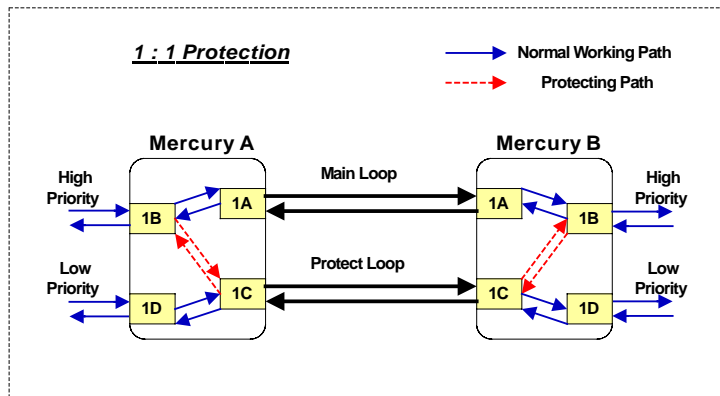 1 : 1 Protection
Normal Working Path
Protecting Path
Mercury A
Mercury B
High
Priority
Main Loop
High
Priority
1A
1A
1B
1B
Low
Priority
Protect Loop
Low
Priority
1C
1C
1D
1D